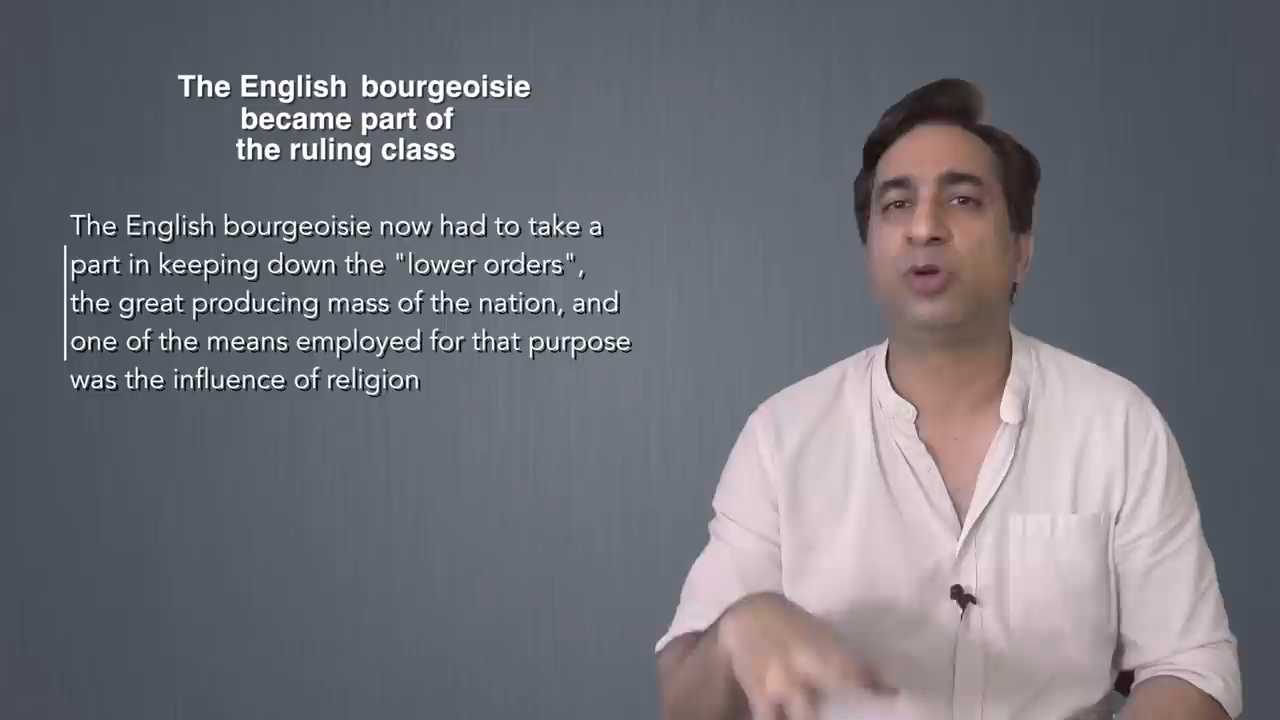 The English bourgeoisie
became part of
the ruling class
The English bourgeoisie now had to take a
part in keeping down the "lower orders",
the great producing mass of the nation, and
one of the means employed for that purpose
was the influence of religion